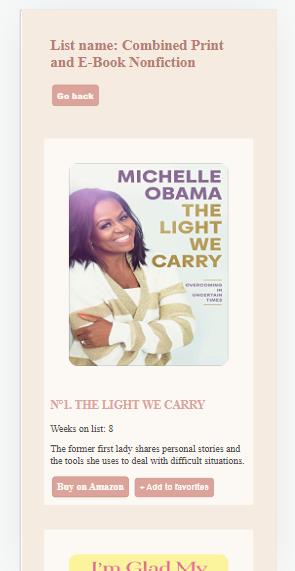 List name: Combined Print
and E-Book Nonfiction
Go back
MICHELLE
OBAMA
THE
LIGHT
WE
CARRY
OVERCOMING
IN
UNCERTAIN
TIMES
N°1. THE LIGHT WE CARRY
Weeks on list: 8
The former first lady shares personal stories and
the tools she uses to deal with difficult situations.
Buy on Amazon
+ Add to favorites
I'm Glad My